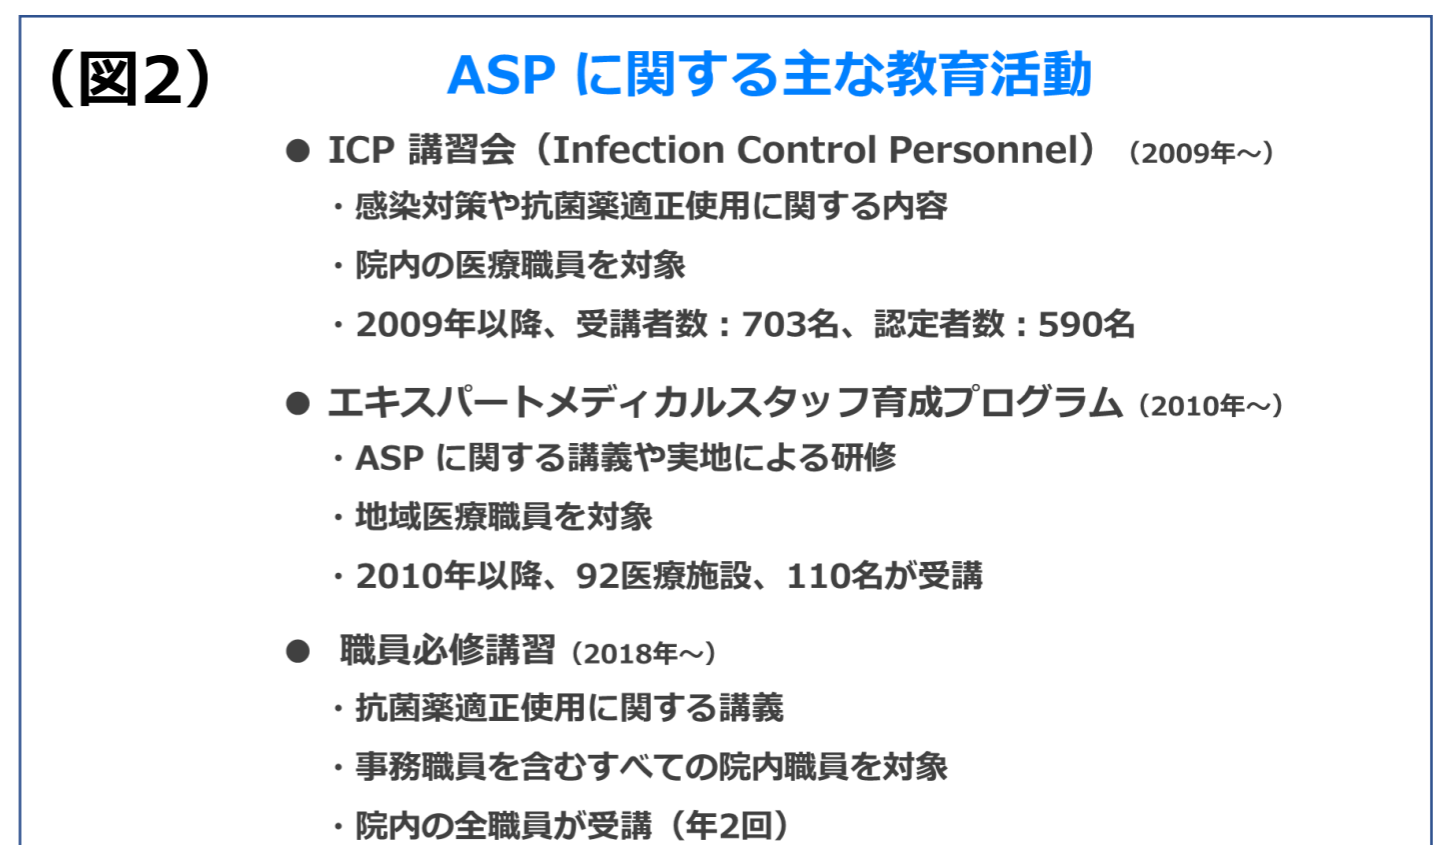 （図2） ASP に関する主な教育活動
● ICP 講習会（Infection Control Personnel）（2009年～）
・感染対策や抗菌薬適正使用に関する内容
・院内の医療職員を対象
・2009年以降、受講者数：703名、認定者数：590名
● エキスパートメディカルスタッフ育成プログラム（2010年～）
・ASP に関する講義や実地による研修
・地域医療職員を対象
・2010年以降、92医療施設、110名が受講
● 職員必修講習（2018年～）
・抗菌薬適正使用に関する講義
・事務職員を含むすべての院内職員を対象
・院内の全職員が受講（年2回）